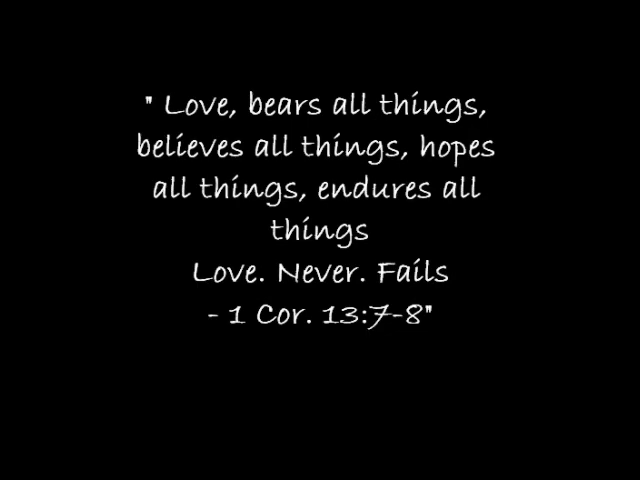 " Love, bears all things,
believes all things, hopes
all things, endures all
things
Love. Never. Fails
- 1 Cor. 13:7-8"